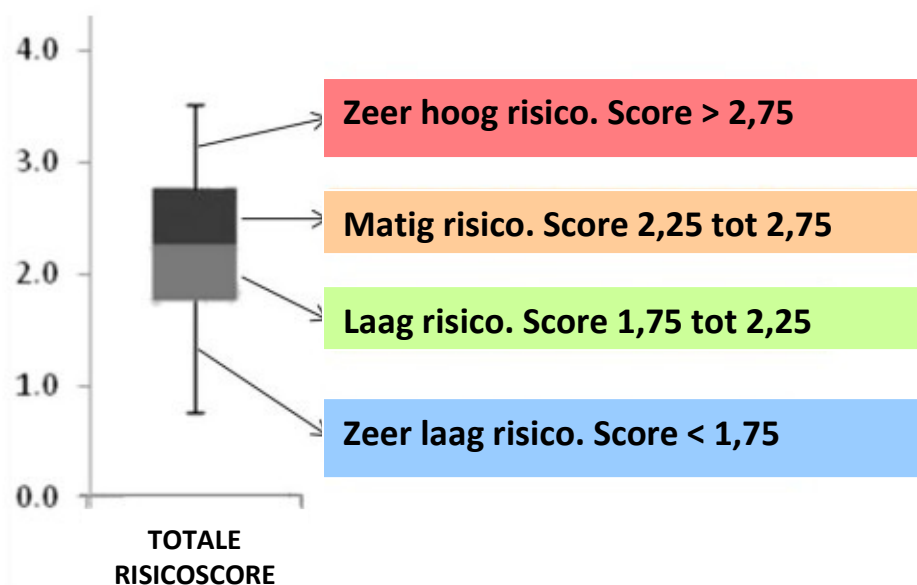 4.0
Zeer hoog risico. Score > 2,75
3.0
Matig risico. Score 2,25 tot 2,75
2.0
Laag risico. Score 1,75 tot 2,25
1.0
Zeer laag risico. Score < 1,75
0.0
TOTALE
RISICOSCORE